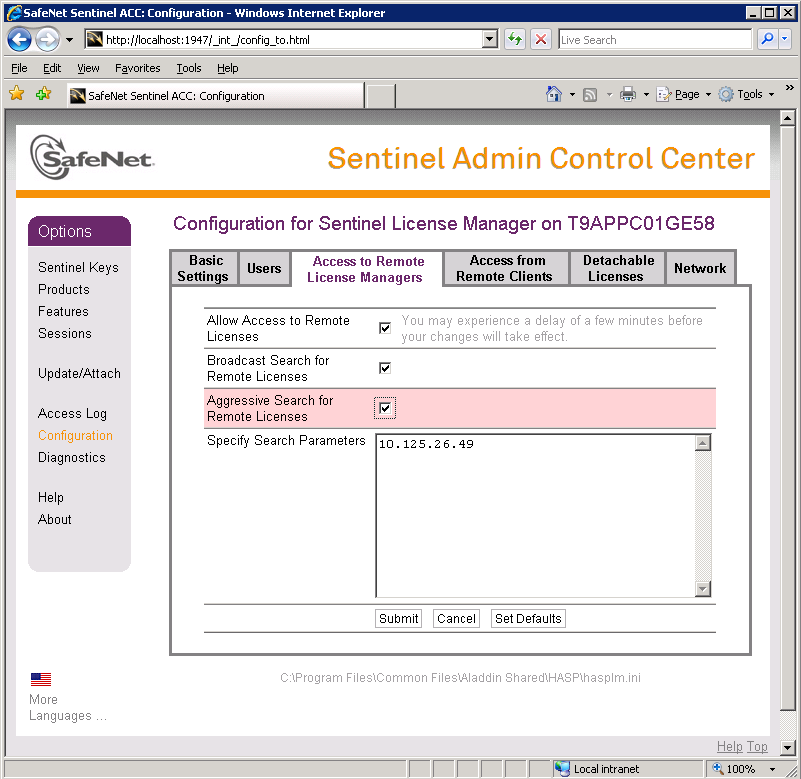 SafeNet Sentinel ACC: Configuration - Windows Internet Explorer
http://localhost:1947/_int_/config_to.html
Live Search
File Edit View Favorites Tools Help
SafeNet Sentinel ACC: Configuration
Page Tools »
SafeNet.
Sentinel Admin Control Center
Options
Sentinel Keys
Products
Features
Sessions
Update/Attach
Access Log
Configuration
Diagnostics
Help
About
More
Languages ...
Configuration for Sentinel License Manager on T9APPC01GE58
Basic
Settings
Users
Access to Remote
License Managers
Access from
Remote Clients
Detachable
Licenses
Network
Allow Access to Remote
Licenses
You may experience a delay of a few minutes before
your changes will take effect.
Broadcast Search for
Remote Licenses
Aggressive Search for
Remote Licenses
Specify Search Parameters
10.125.26.49
Submit Cancel Set Defaults
C:\Program Files\Common Files\Aladdin Shared\HASP\hasplm.ini
Help Top
Local intranet
100%